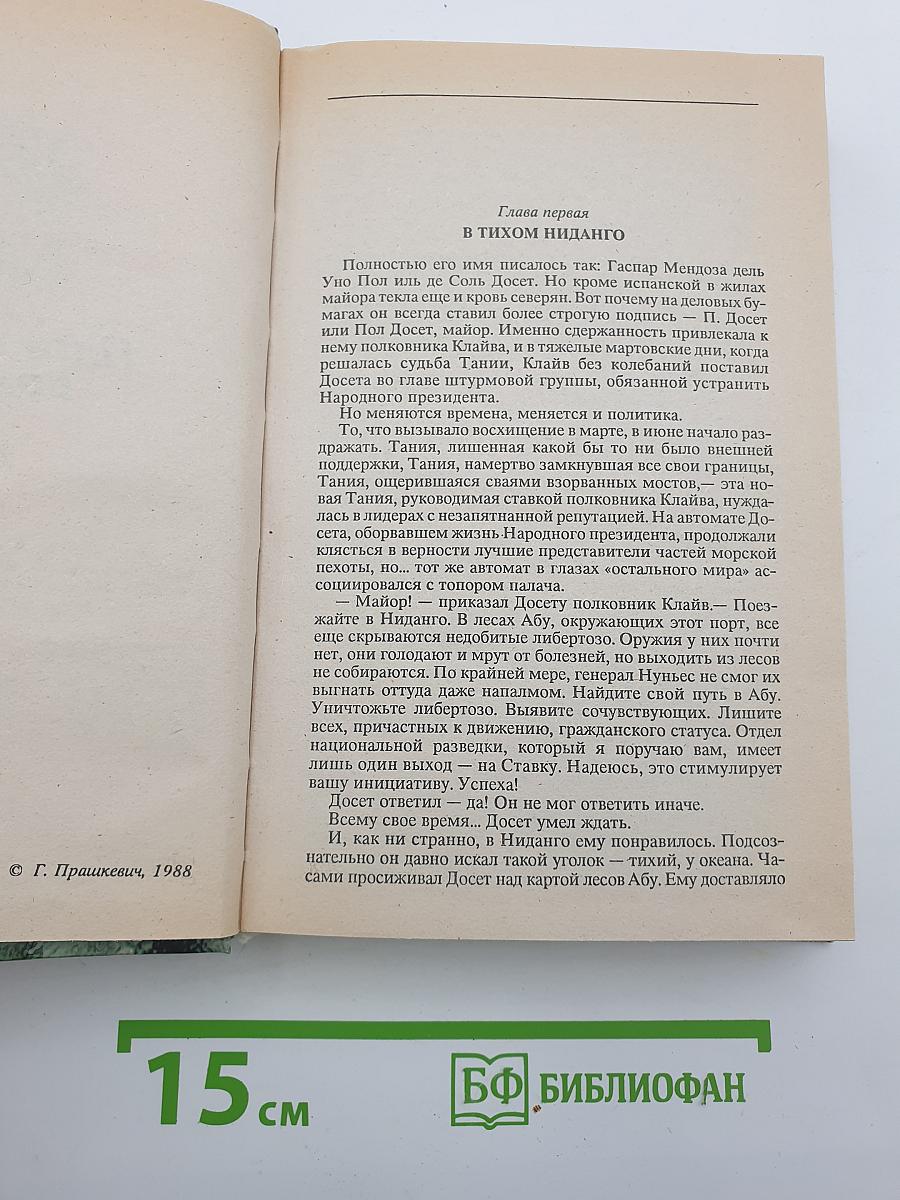 © Г. Прашкевич, 1988
Глава первая
В ТИХОМ НИДАНГО
Полностью его имя писалось так: Гаспар Мендоза дель
Уно Пол иль де Соль Досет. Но кроме испанской в жилах
майора текла еще и кровь северян. Вот почему на деловых бу-
магах он всегда ставил более строгую подпись — П. Досет
или Пол Досет, майор. Именно сдержанность привлекала к
нему полковника Клайва, и в тяжелые мартовские дни, когда
решалась судьба Тании, Клайв без колебаний поставил
Досета во главе штурмовой группы, обязанной устранить
Народного президента.
Но меняются времена, меняется и политика.
То, что вызывало восхищение в марте, в июне начало раз-
дражать. Тания, лишенная какой бы то ни было внешней
поддержки, Тания, намертво замкнувшая все свои границы,
Тания, ощерившаяся сваями взорванных мостов,— эта но-
вая Тания, руководимая ставкой полковника Клайва, нужда-
лась в лидерах с незапятнанной репутацией. На автомате До-
сета, оборвавшем жизнь Народного президента, продолжали
клясться в верности лучшие представители частей морской
пехоты, но... тот же автомат в глазах «остального мира» ас-
социировался с топором палача.
— Майор! — приказал Досету полковник Клайв.— Поез-
жайте в Ниданго. В лесах Абу, окружающих этот порт, все
еще скрываются недобитые либертозо. Оружия у них почти
нет, они голодают и мрут от болезней, но выходить из лесов
не собираются. По крайней мере, генерал Нуньес не смог их
выгнать оттуда даже напалмом. Найдите свой путь в Абу.
Уничтожьте либертозо. Выявите сочувствующих. Лишите
всех, причастных к движению, гражданского статуса. Отдел
национальной разведки, который я поручаю вам, имеет
лишь один выход — на Ставку. Надеюсь, это стимулирует
вашу инициативу. Успеха!
Досет ответил — да! Он не мог ответить иначе.
Всему свое время... Досет умел ждать.
И, как ни странно, в Ниданго ему понравилось. Подсоз-
нательно он давно искал такой уголок — тихий, у океана. Ча-
сами просиживал Досет над картой лесов Абу. Ему доставляло
15 см
БФ БИБЛИОФАН